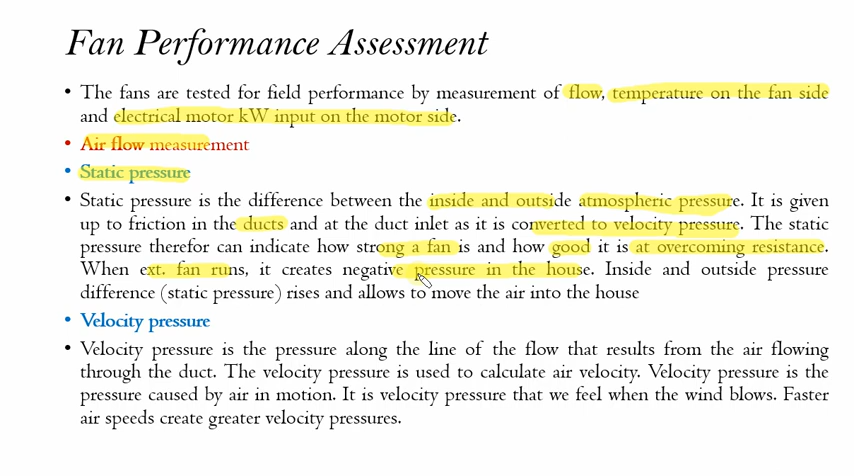 Fan Performance Assessment
• The fans are tested for field performance by measurement of flow, temperature on the fan side
and electrical motor kW input on the motor side.
• Air flow measurement
• Static pressure
• Static pressure is the difference between the inside and outside atmospheric pressure. It is given
up to friction in the ducts and at the duct inlet as it is converted to velocity pressure. The static
pressure therefor can indicate how strong a fan is and how good it is at overcoming resistance.
When ext. fan runs, it creates negative pressure in the house. Inside and outside pressure
difference (static pressure) rises and allows to move the air into the house
• Velocity pressure
• Velocity pressure is the pressure along the line of the flow that results from the air flowing
through the duct. The velocity pressure is used to calculate air velocity. Velocity pressure is the
pressure caused by air in motion. It is velocity pressure that we feel when the wind blows. Faster
air speeds create greater velocity pressures.